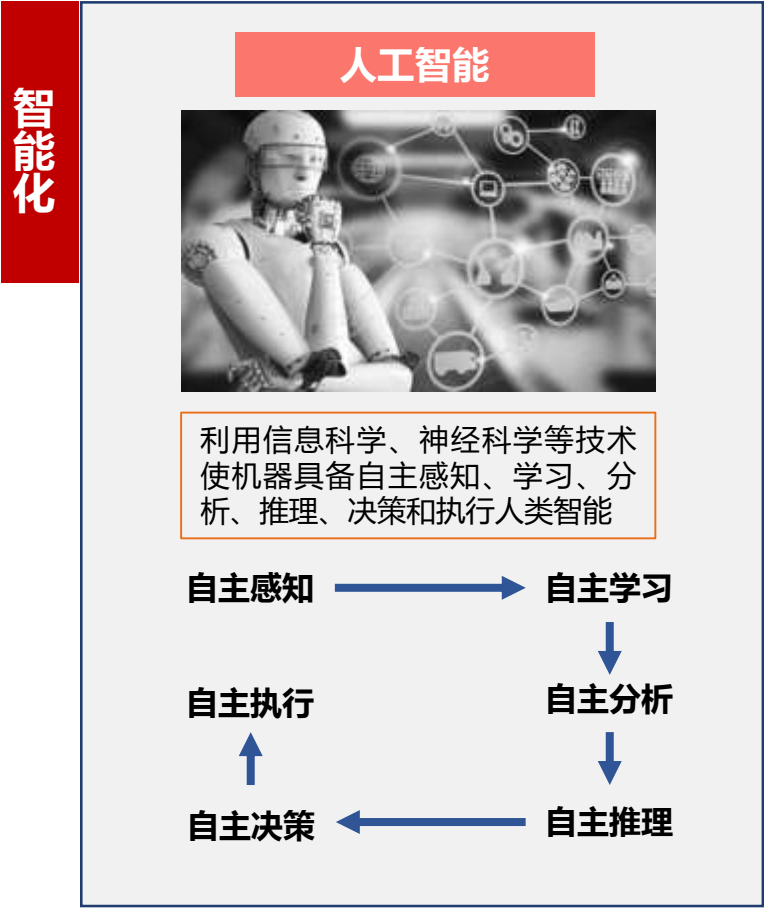 智能化
人工智能
利用信息科学、神经科学等技术
使机器具备自主感知、学习、分
析、推理、决策和执行人类智能
自主感知
自主学习
自主分析
自主推理
自主决策
自主执行